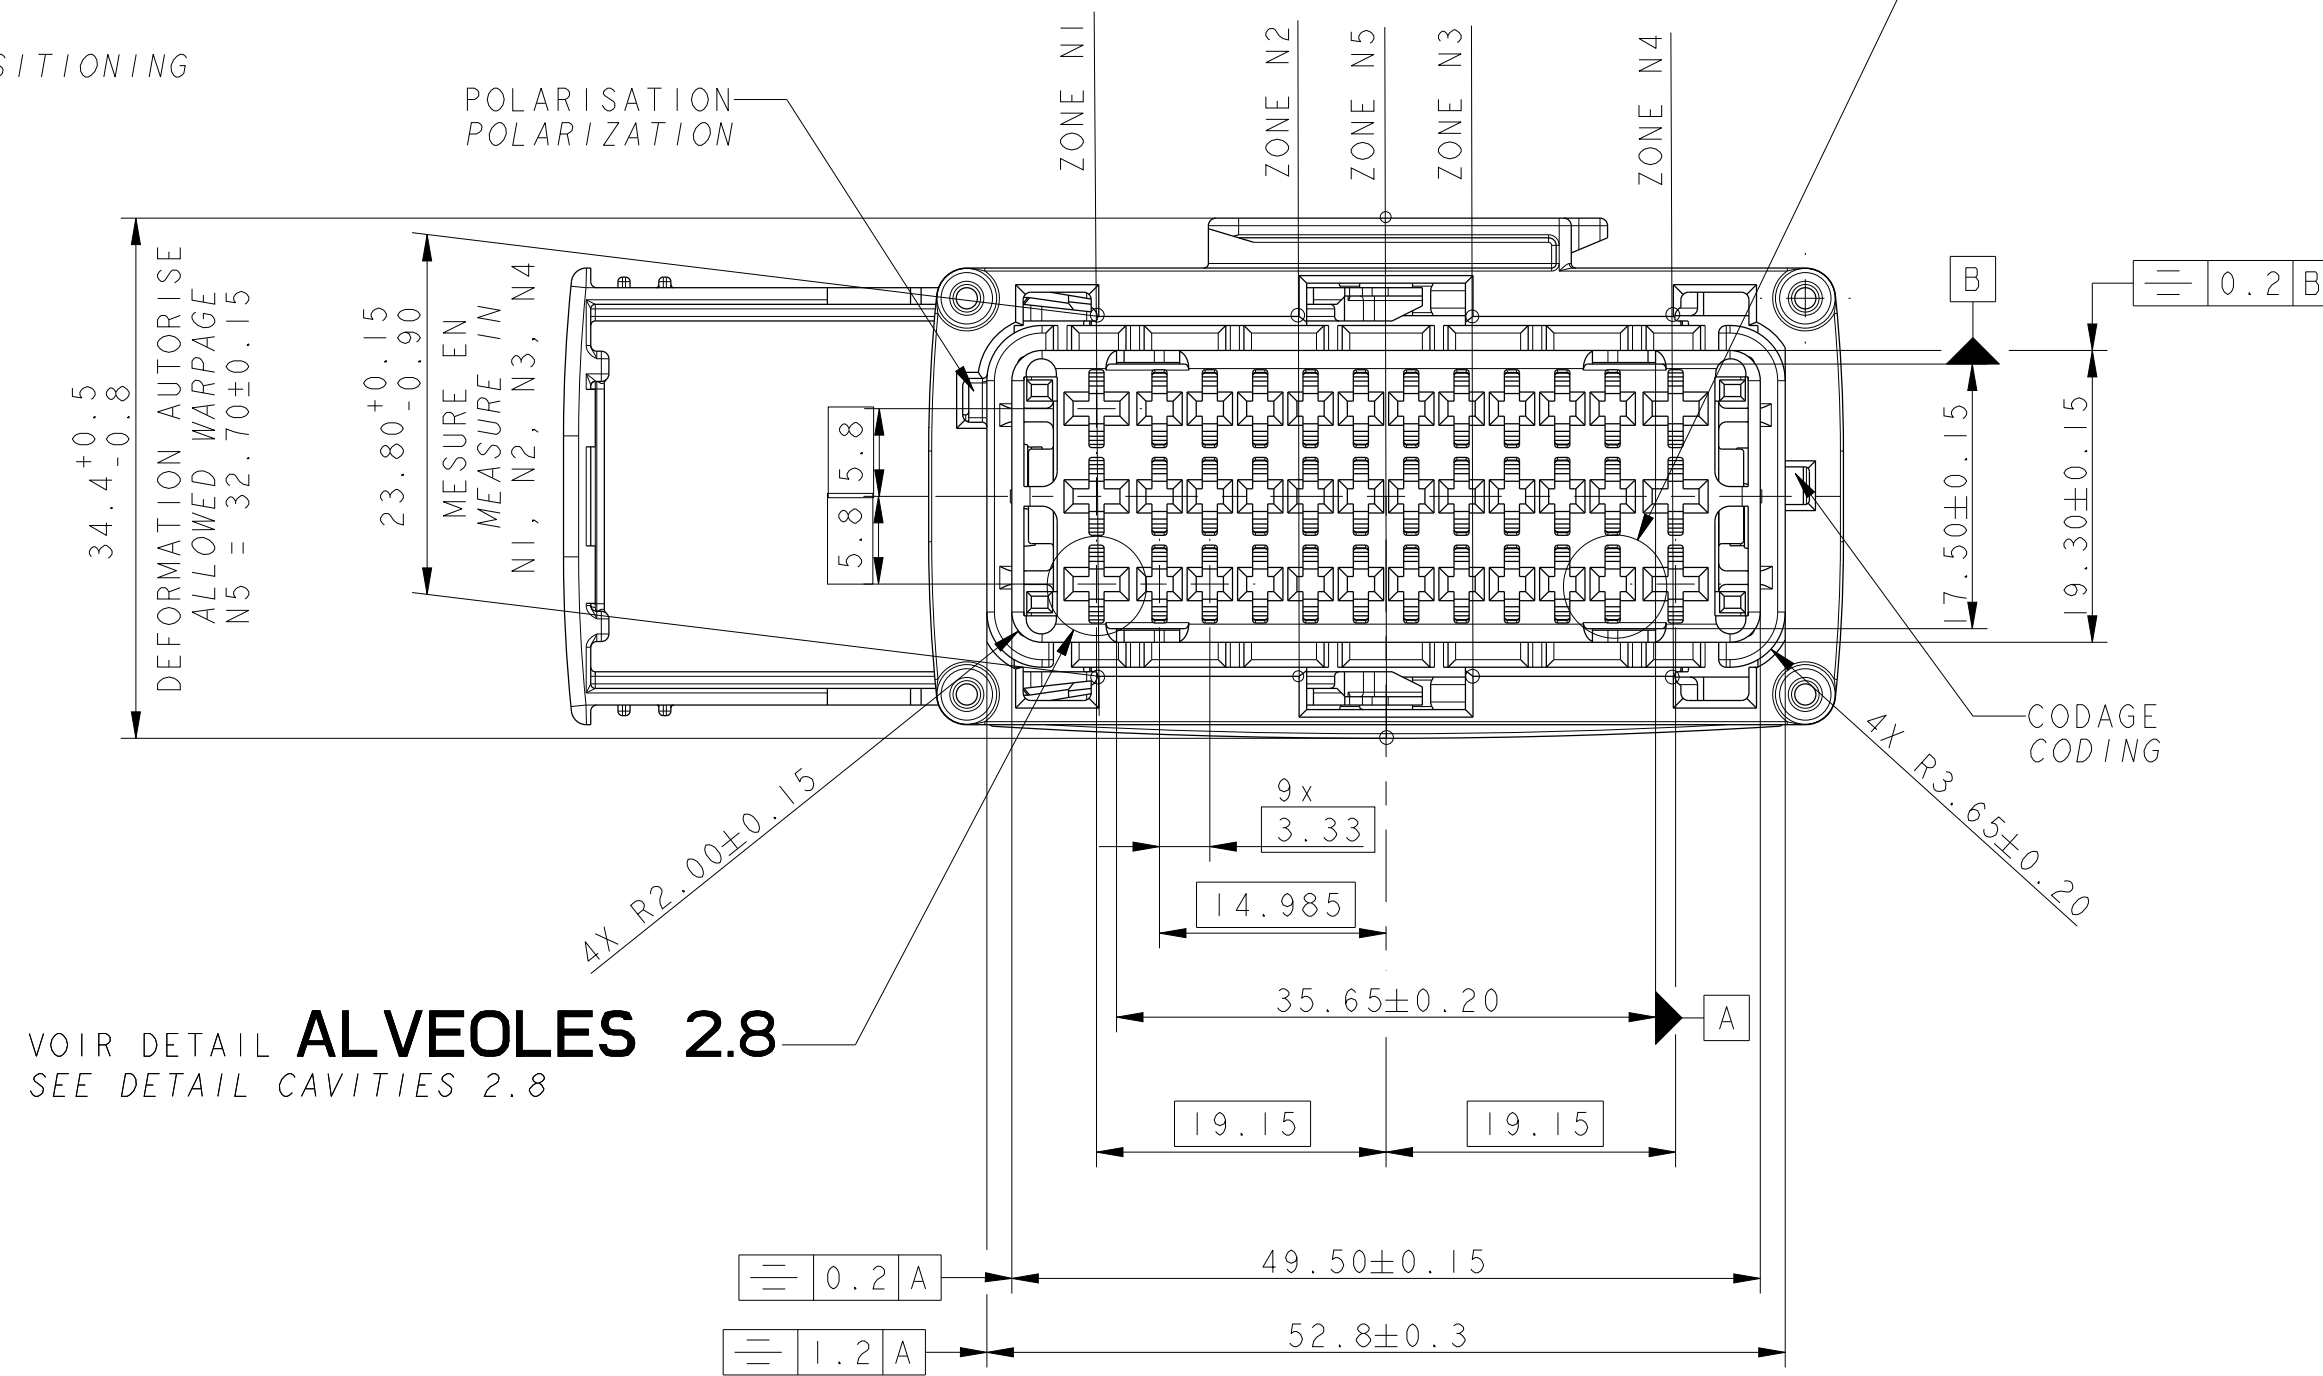 SITIONING
POLARISATION
POLARIZATION
ZONE N1
ZONE N2
ZONE N5
ZONE N3
ZONE N4
34.4 +0.5 -0.8
DEFORMATION AUTORISE
ALLOWED WARPAGE
N5 = 32.70±0.15
23.80 +0.15 -0.90
MESURE EN
MEASURE IN
N1, N2, N3, N4
5.8
5.8
B
0.2 B
17.50±0.15
19.30±0.15
CODAGE
CODING
4X R3.65±0.20
4X R2.00±0.15
9x
3.33
14.985
35.65±0.20
A
VOIR DETAIL ALVEOLES 2.8
SEE DETAIL CAVITIES 2.8
19.15
19.15
49.50±0.15
0.2 A
52.8±0.3
1.2 A